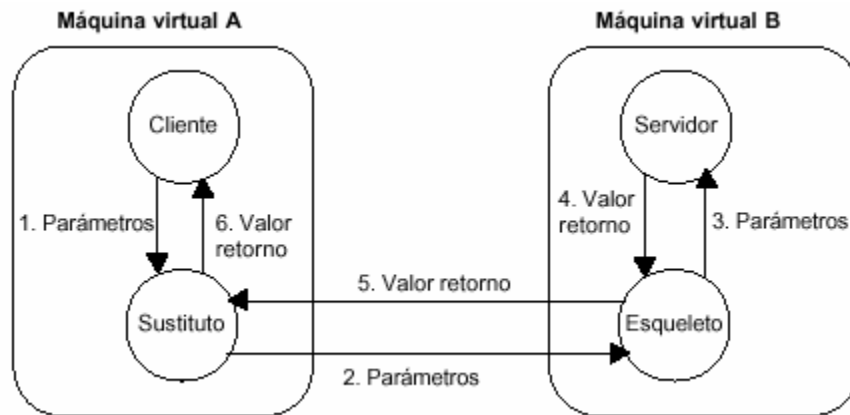 Máquina virtual A
Máquina virtual B
Cliente
Servidor
1. Parámetros
6. Valor
retorno
4. Valor
retorno
3. Parámetros
5. Valor retorno
Sustituto
Esqueleto
2. Parámetros